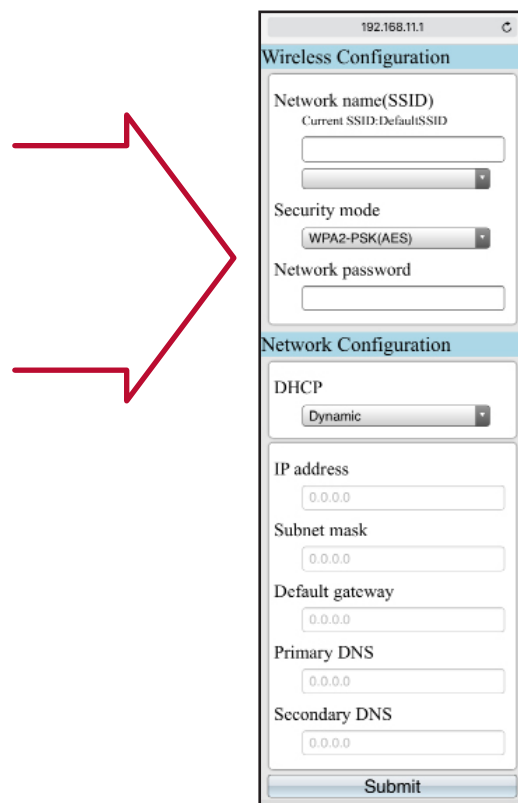 192.168.11.1
Wireless Configuration
Network name(SSID)
Current SSID:DefaultSSID
Security mode
WPA2-PSK(AES)
Network password
Network Configuration
DHCP
Dynamic
IP address
0.0.0.0
Subnet mask
0.0.0.0
Default gateway
0.0.0.0
Primary DNS
0.0.0.0
Secondary DNS
0.0.0.0
Submit